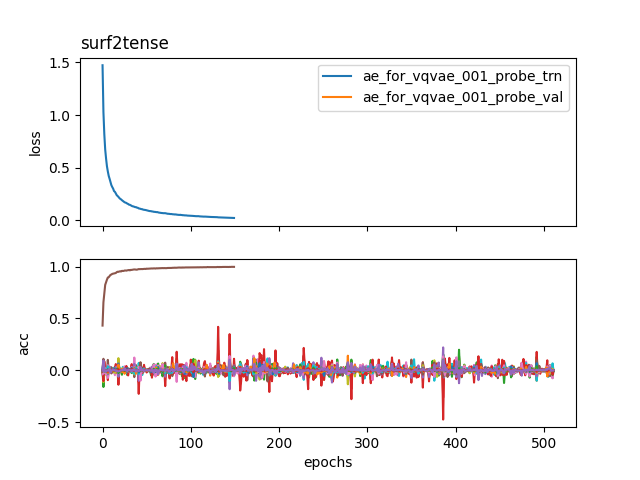 surf2tense
1.5
1.0
0.5
0.0
loss
ae_for_vqvae_001_probe_trn
ae_for_vqvae_001_probe_val
1.0
0.5
0.0
−0.5
acc
0 100 200 300 400 500
epochs